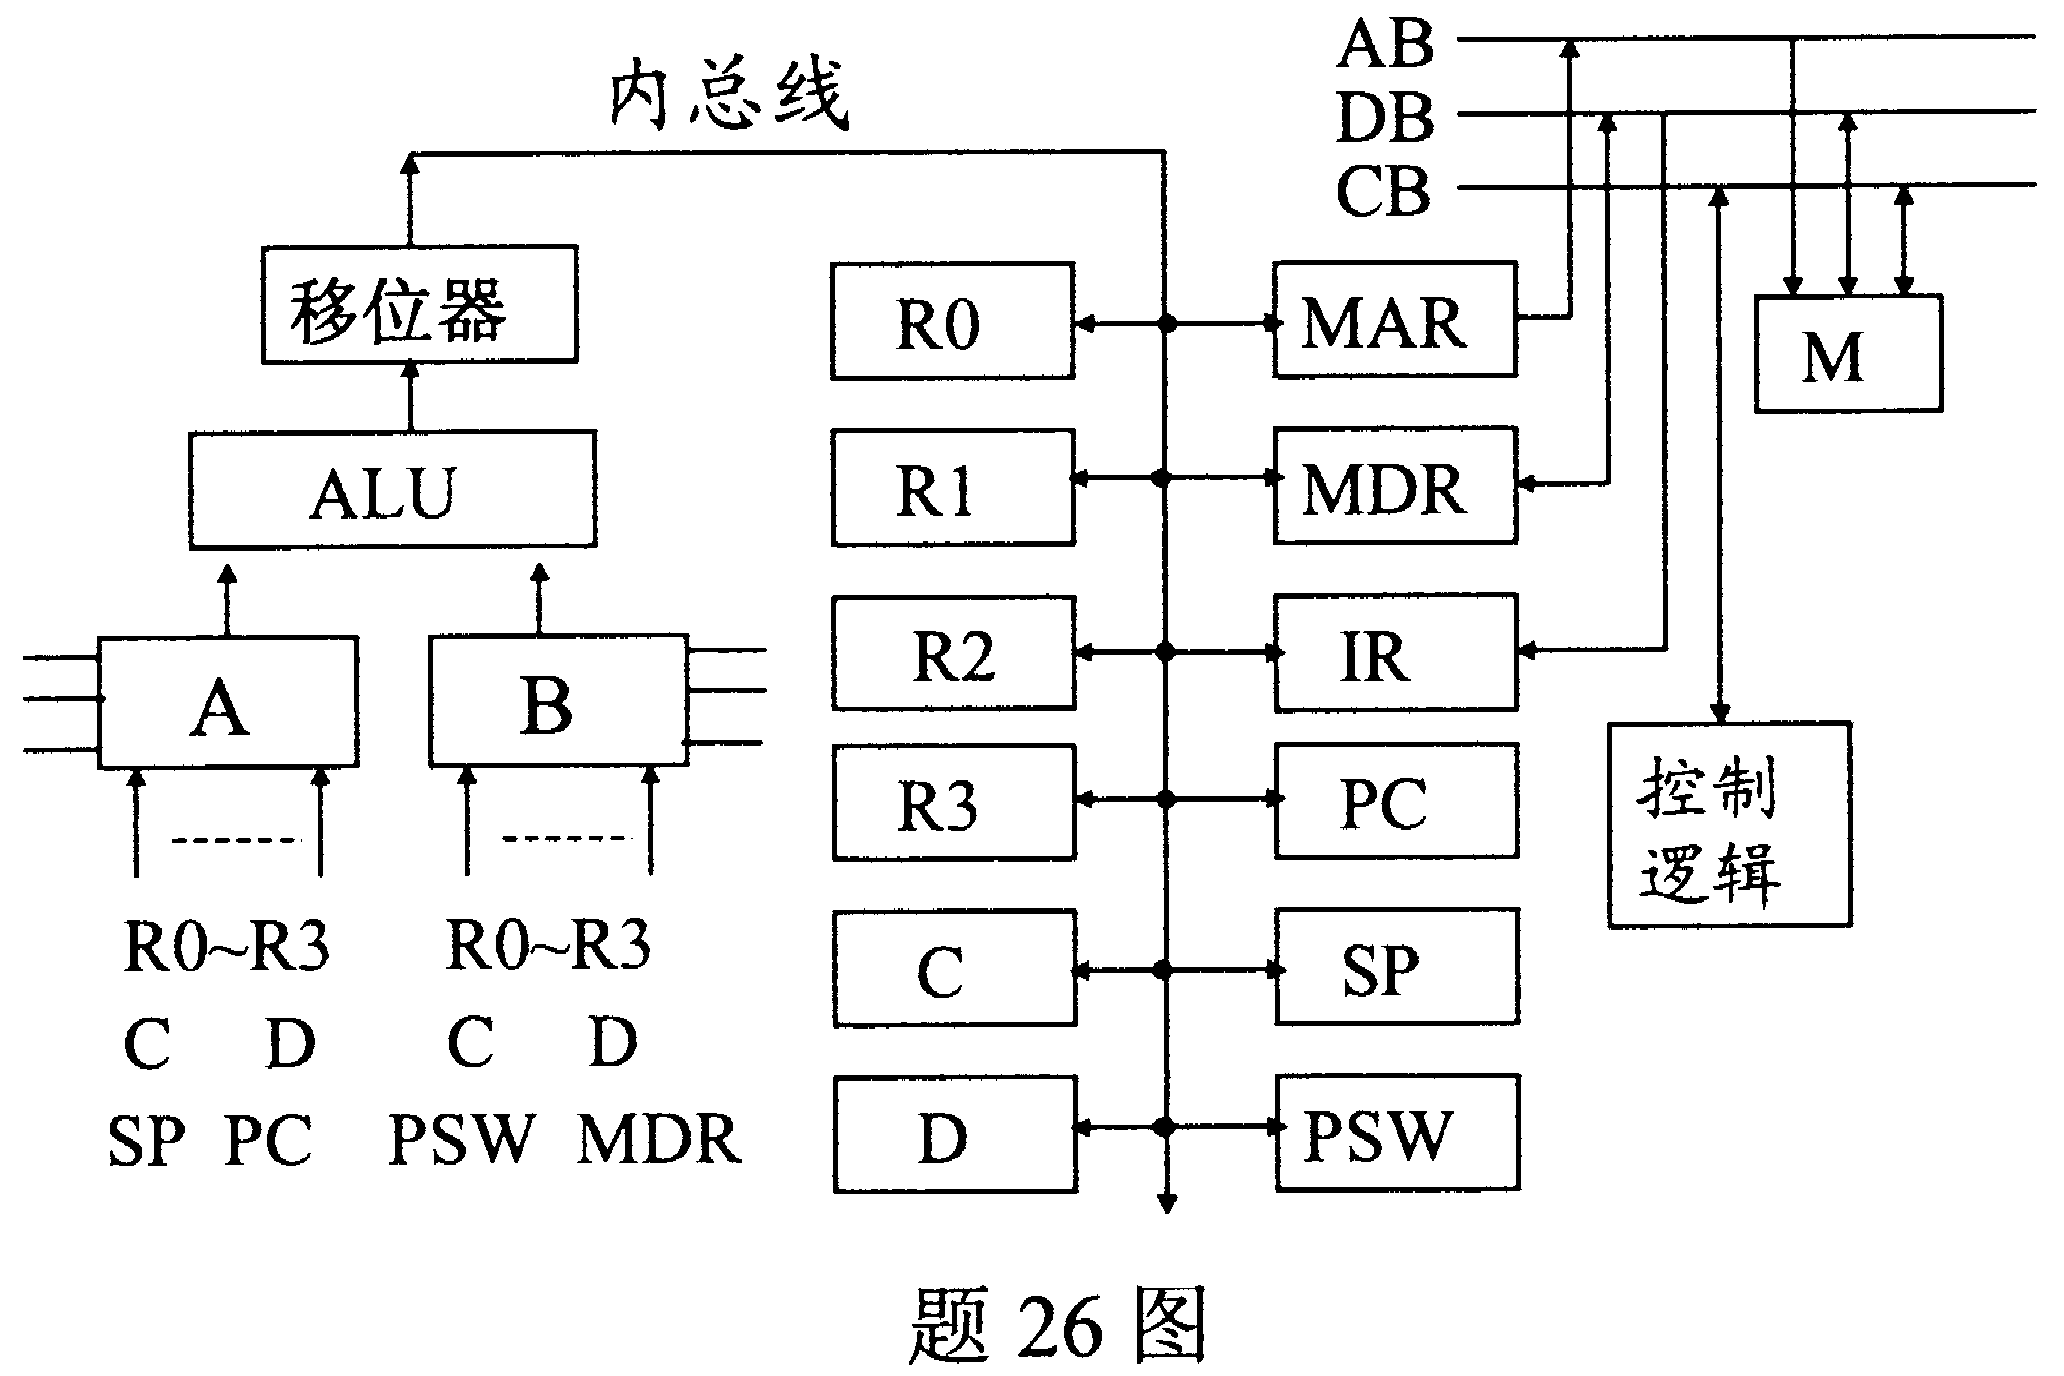 内总线
AB
DB
CB
移位器
ALU
A
B
R0~R3
C D
SP PC
R0~R3
C D
PSW MDR
R0
R1
R2
R3
C
D
MAR
MDR
IR
PC
SP
PSW
M
控制
逻辑
题 26 图